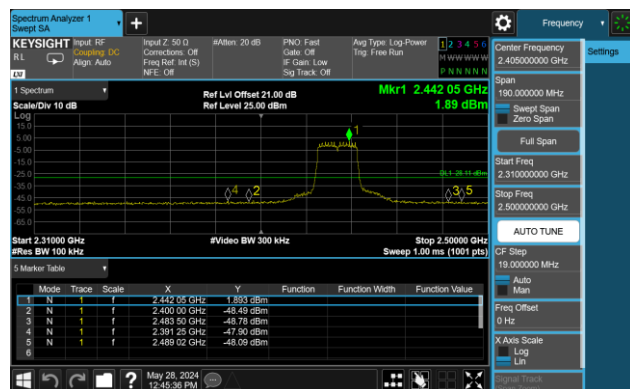 Spectrum Analyzer 1
Swept SA
Frequency
KEYSIGHT
RL
LXI
Input: RF
Coupling: DC
Align: Auto
Input Z: 50 Ω
Corrections: Off
Freq Ref: Int (S)
NFE: Off
#Atten: 20 dB
PNO: Fast
Gate: Off
IF Gain: Low
Sig Track: Off
Avg Type: Log-Power
Trig: Free Run
1 2 3 4 5 6
M W W W W W
P N N N N N
Center Frequency
2.405000000 GHz
Settings
Span
190.000000 MHz
Swept Span
Zero Span
Full Span
Start Freq
2.310000000 GHz
Stop Freq
2.500000000 GHz
AUTO TUNE
CF Step
19.000000 MHz
Auto
Man
Freq Offset
0 Hz
X Axis Scale
Log
Lin
Signal Track
1 Spectrum
Scale/Div 10 dB
Ref Lvl Offset 21.00 dB
Ref Level 25.00 dBm
Mkr1 2.442 05 GHz
1.89 dBm
Log
15.0
5.00
-5.00
-15.0
-25.0
-35.0
-45.0
-55.0
-65.0
1
DL1 -28.11 dBm
4 2
3 5
Start 2.31000 GHz
#Res BW 100 kHz
#Video BW 300 kHz
Stop 2.50000 GHz
Sweep 1.00 ms (1001 pts)
5 Marker Table
Mode Trace Scale X Y Function Function Width Function Value
1 N 1 f 2.442 05 GHz 1.893 dBm
2 N 1 f 2.400 00 GHz -48.49 dBm
3 N 1 f 2.483 50 GHz -48.78 dBm
4 N 1 f 2.391 25 GHz -47.90 dBm
5 N 1 f 2.489 02 GHz -48.09 dBm
6
?
May 28, 2024
12:45:36 PM